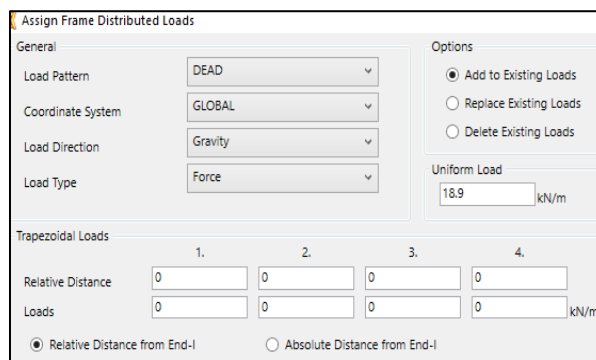 Assign Frame Distributed Loads
General
Load Pattern DEAD
Coordinate System GLOBAL
Load Direction Gravity
Load Type Force
Options
Add to Existing Loads
Replace Existing Loads
Delete Existing Loads
Uniform Load
18.9 kN/m
Trapezoidal Loads
1. 2. 3. 4.
Relative Distance 0 0 0 0
Loads 0 0 0 0 kN/m
Relative Distance from End-I Absolute Distance from End-I